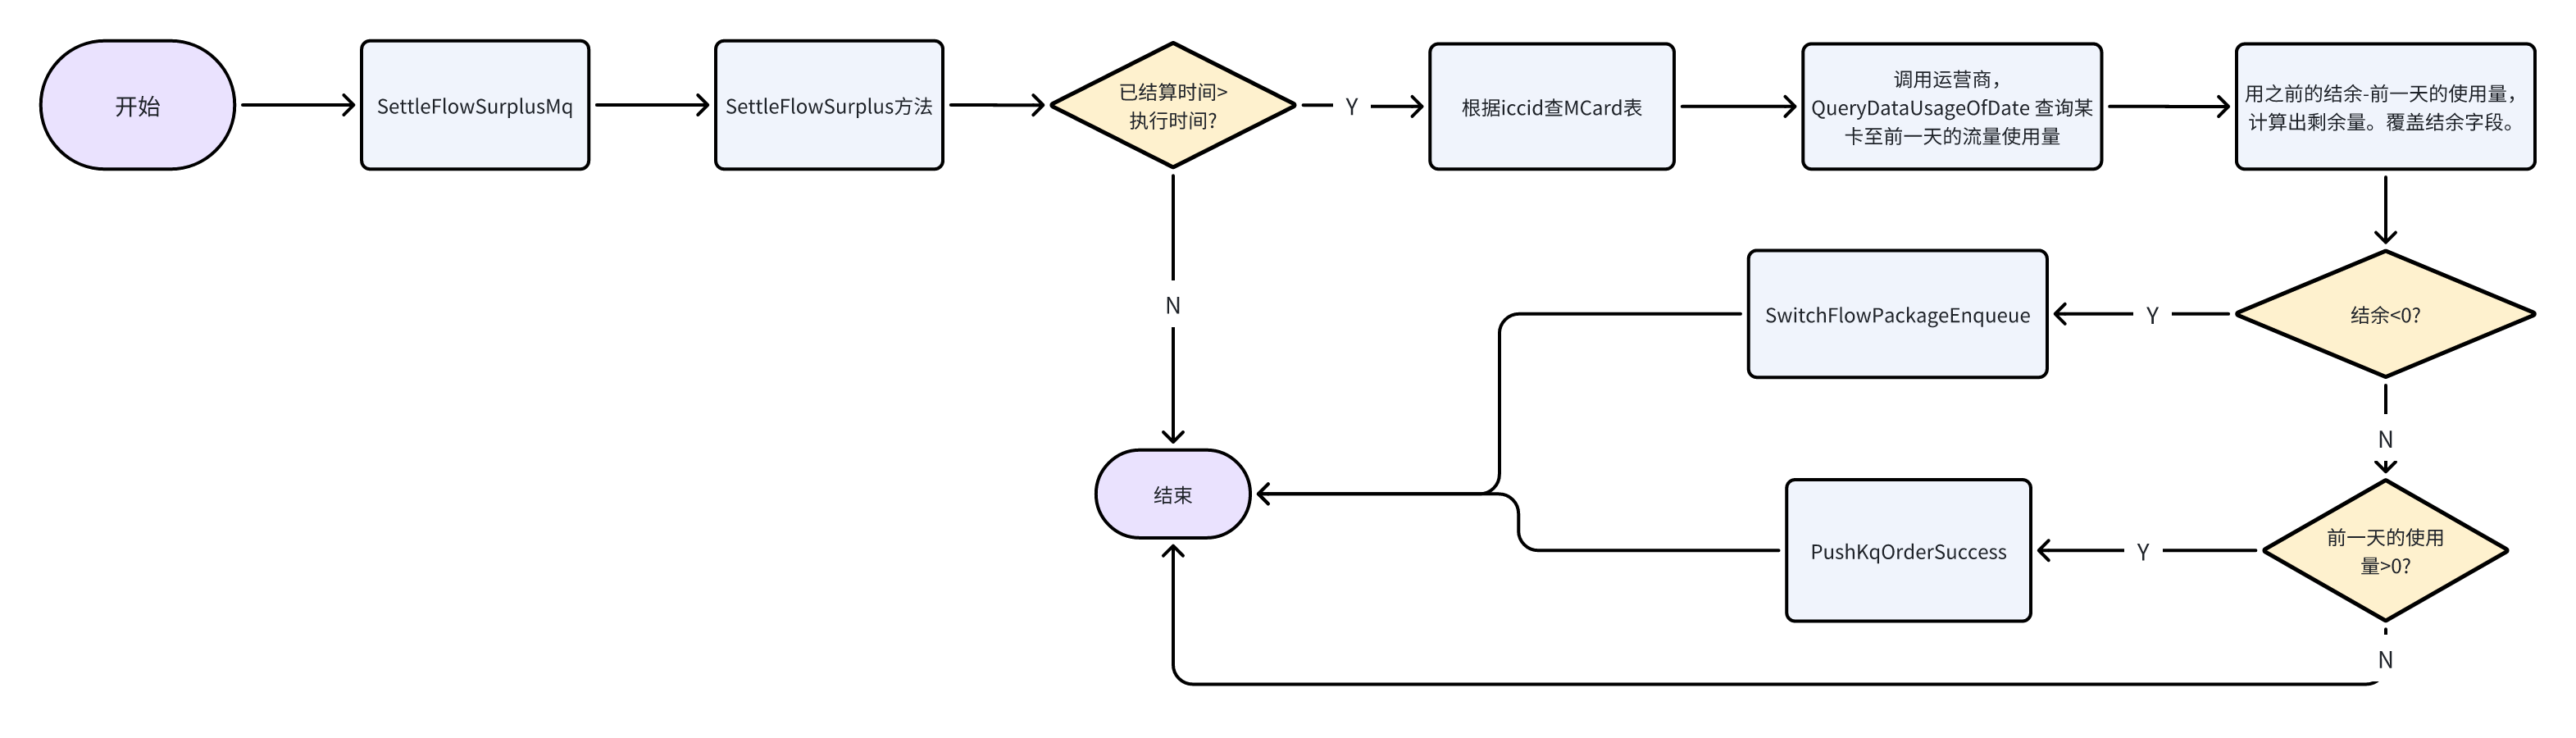 开始
SettleFlowSurplusMq
SettleFlowSurplus方法
已结算时间>
执行时间?
Y
根据iccid查MCard表
调用运营商，
QueryDataUsageOfDate 查询某
卡至前一天的流量使用量
用之前的结余-前一天的使用量，
计算出剩余量。覆盖结余字段。
N
SwitchFlowPackageEnqueue
Y
结余<0?
N
结束
PushKqOrderSuccess
Y
前一天的使用
量>0?
N